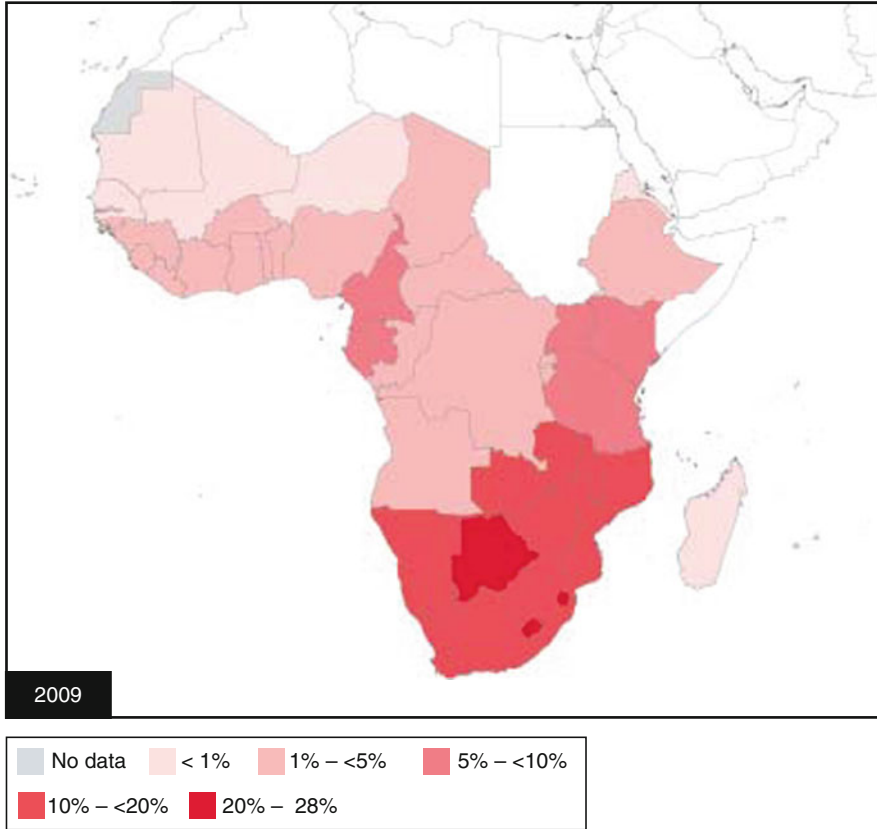 2009
No data < 1% 1% – <5% 5% – <10%
10% – <20% 20% – 28%